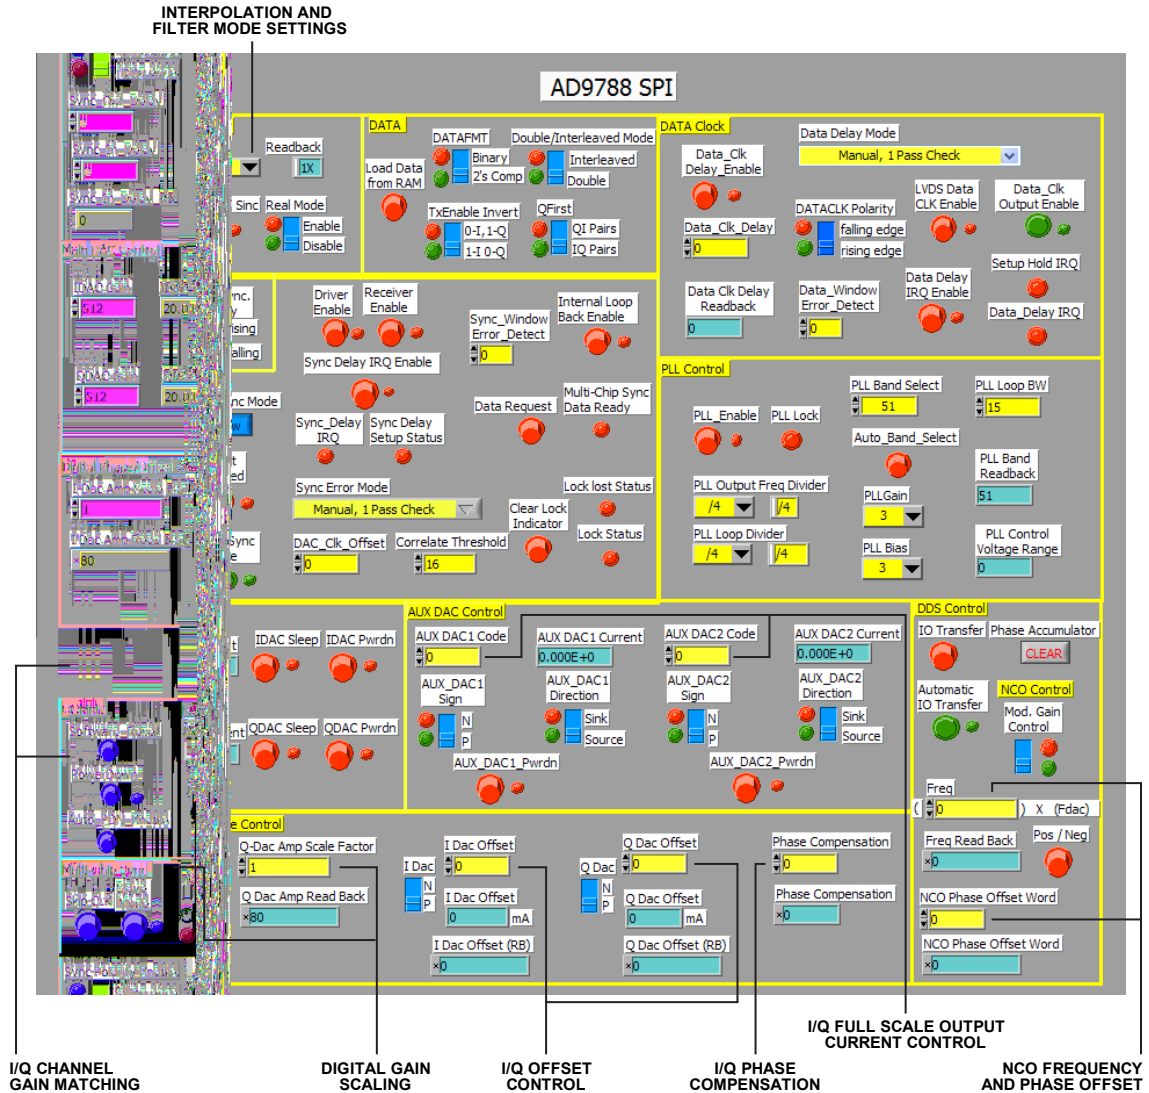 INTERPOLATION AND
FILTER MODE SETTINGS
AD9788 SPI
Readback
1X
Sinc
Real Mode
Enable
Disable
DATA
DATAFMT
Double/Interleaved Mode
Load Data
from RAM
Binary
2's Comp
Interleaved
Double
TxEnable Invert
QFirst
0-I, 1-Q
1-I 0-Q
QI Pairs
IQ Pairs
DATA Clock
Data Delay Mode
Manual, 1 Pass Check
Data_Clk
Delay_Enable
LVDS Data
CLK Enable
Data_Clk
Output Enable
Data_Clk_Delay
0
DATACLK Polarity
falling edge
rising edge
Setup Hold IRQ
Data Clk Delay
Readback
0
Data_Window
Error_Detect
0
Data Delay
IRQ Enable
Data_Delay IRQ
0
512
20.0
512
20.0
1
×80
Driver
Enable
Receiver
Enable
Sync_Window
Error_Detect
0
Internal Loop
Back Enable
Sync Delay IRQ Enable
Data Request
Multi-Chip Sync
Data Ready
Sync_Delay
IRQ
Sync Delay
Setup Status
Sync Error Mode
Manual, 1 Pass Check
Lock lost Status
Clear Lock
Indicator
Lock Status
DAC_Clk_Offset
0
Correlate Threshold
16
PLL Control
PLL Band Select
51
PLL Loop BW
15
PLL_Enable
PLL Lock
Auto_Band_Select
PLL Band
Readback
51
PLL Output Freq Divider
/4
/4
PLLGain
3
PLL Loop Divider
/4
/4
PLL Bias
3
PLL Control
Voltage Range
0
IDAC Sleep
IDAC Pwrdn
QDAC Sleep
QDAC Pwrdn
AUX DAC Control
AUX DAC1 Code
0
AUX DAC1 Current
0.000E+0
AUX DAC2 Code
0
AUX DAC2 Current
0.000E+0
AUX_DAC1
Sign
N
P
AUX_DAC1
Direction
Sink
Source
AUX_DAC2
Sign
N
P
AUX_DAC2
Direction
Sink
Source
AUX_DAC1_Pwrdn
AUX_DAC2_Pwrdn
DDS Control
IO Transfer
Phase Accumulator
CLEAR
Automatic
IO Transfer
NCO Control
Mod. Gain
Control
Freq
( 0 ) X (Fdac)
Freq Read Back
×0
Pos / Neg
NCO Phase Offset Word
0
NCO Phase Offset Word
×0
e Control
Q-Dac Amp Scale Factor
1
Q Dac Amp Read Back
×80
I Dac
N
P
I Dac Offset
0
I Dac Offset
0 mA
I Dac Offset (RB)
×0
Q Dac
N
P
Q Dac Offset
0
Q Dac Offset
0 mA
Q Dac Offset (RB)
×0
Phase Compensation
0
Phase Compensation
×0
I/Q FULL SCALE OUTPUT
CURRENT CONTROL
I/Q CHANNEL
GAIN MATCHING
DIGITAL GAIN
SCALING
I/Q OFFSET
CONTROL
I/Q PHASE
COMPENSATION
NCO FREQUENCY
AND PHASE OFFSET